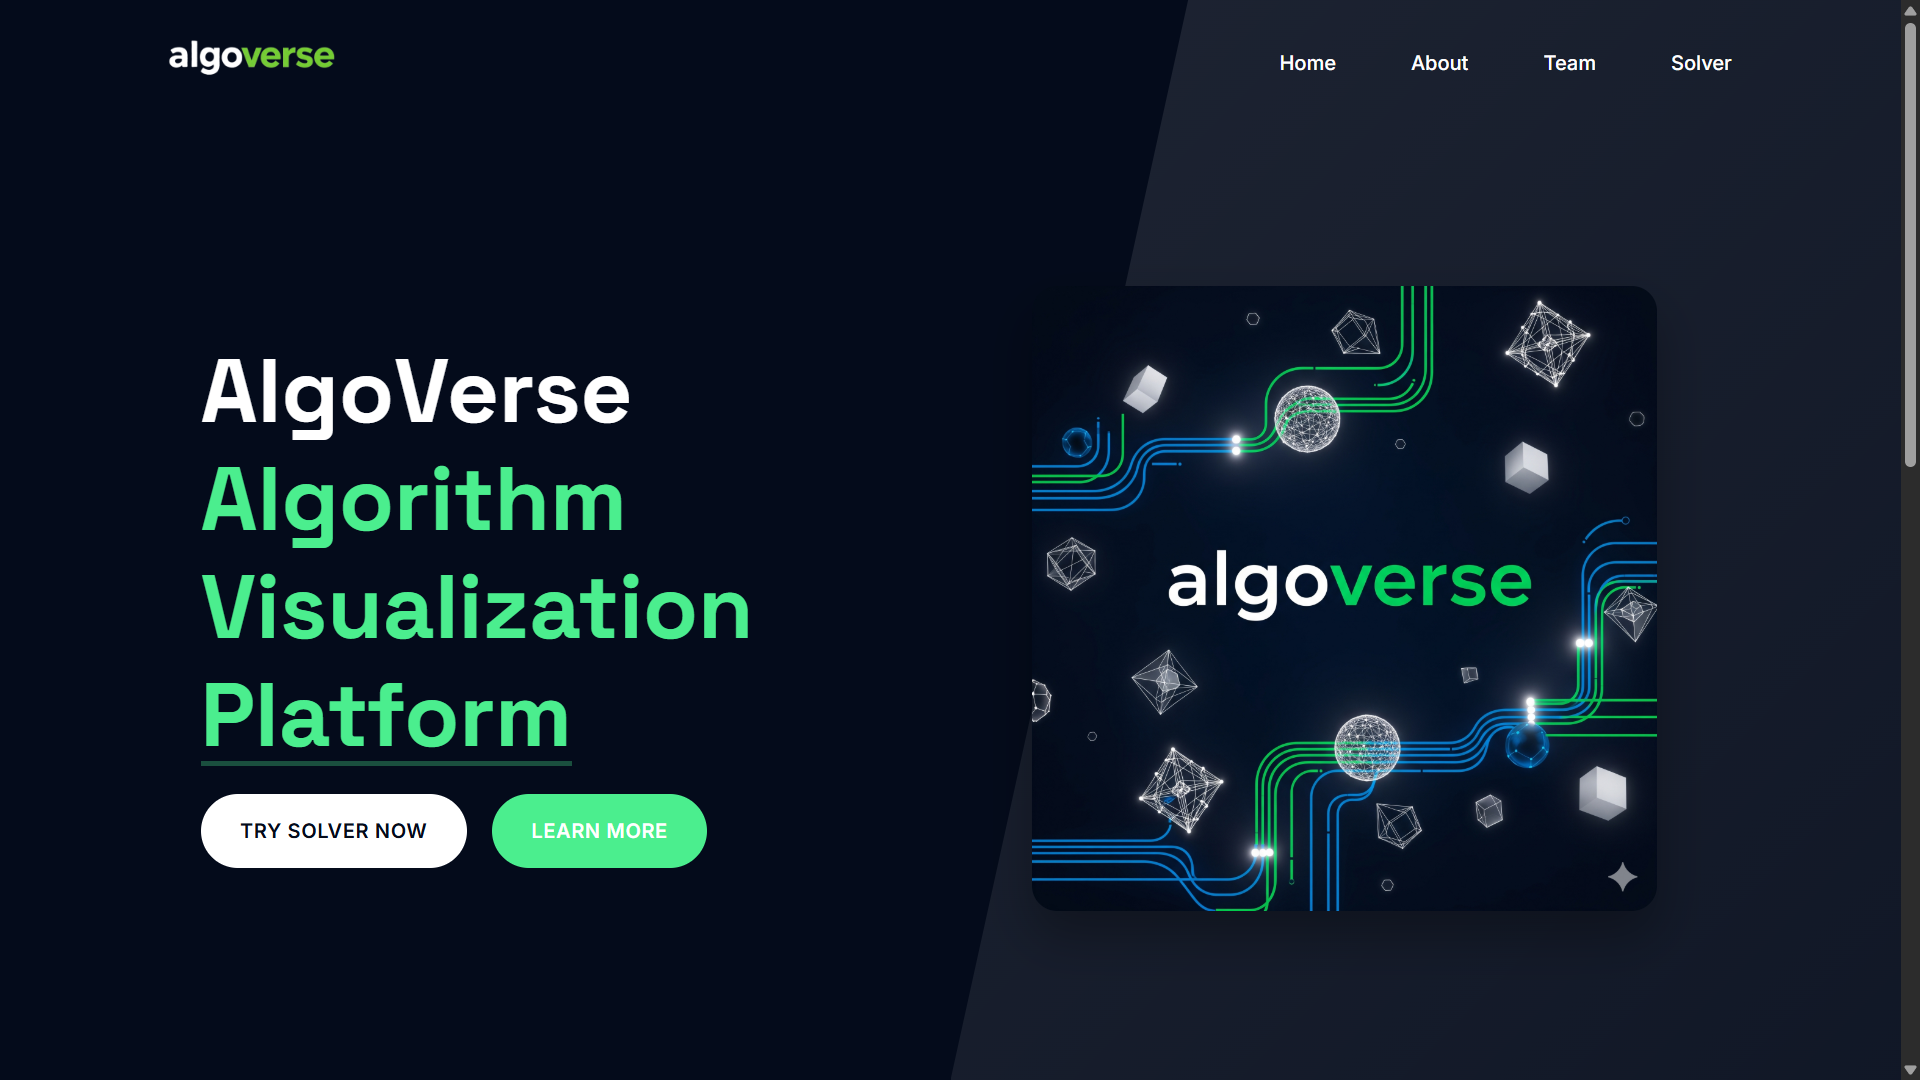 algoverse
Home About Team Solver
AlgoVerse
Algorithm
Visualization
Platform
TRY SOLVER NOW LEARN MORE
algoverse